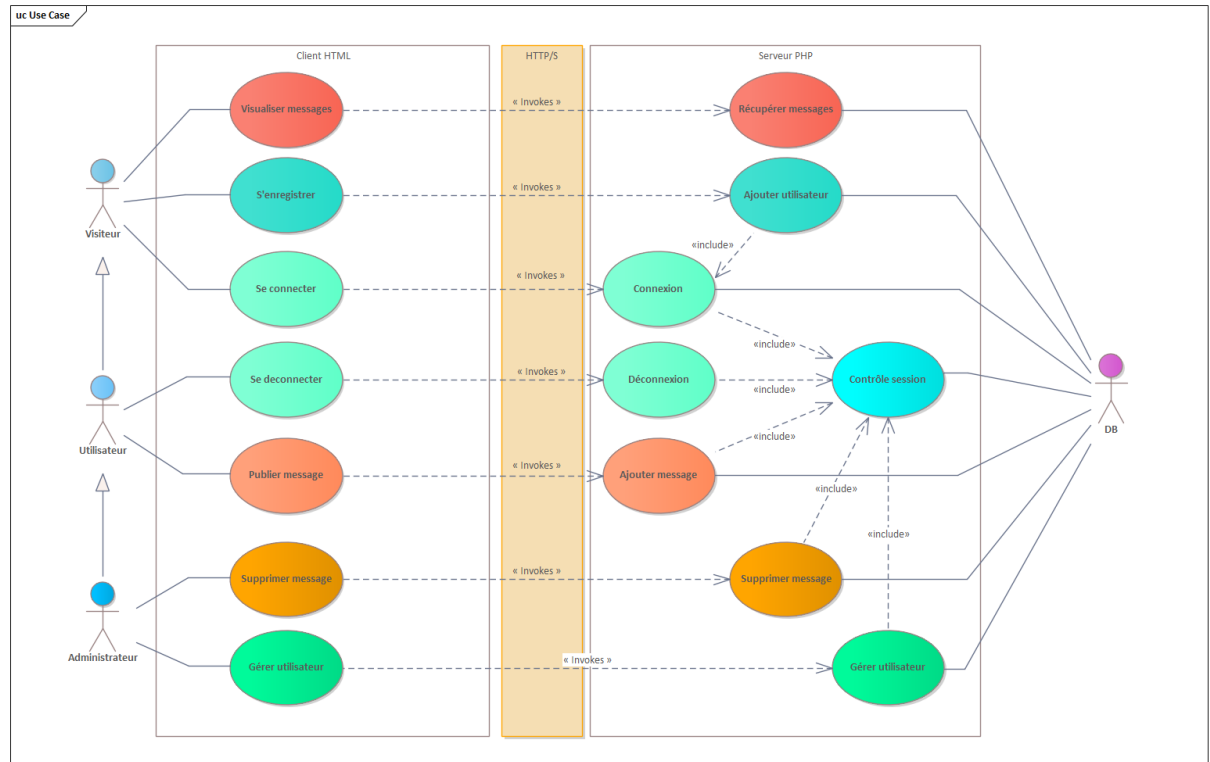 uc Use Case
Client HTML
HTTP/S
Serveur PHP
Visualiser messages
« Invokes »
Récupérer messages
S'enregistrer
« Invokes »
Ajouter utilisateur
Visiteur
«include»
Se connecter
« Invokes »
Connexion
«include»
Se deconnecter
« Invokes »
Déconnexion
Contrôle session
«include»
DB
Utilisateur
«include»
Publier message
« Invokes »
Ajouter message
«include»
«include»
Supprimer message
« Invokes »
Supprimer message
Administrateur
Gérer utilisateur
« Invokes »
Gérer utilisateur